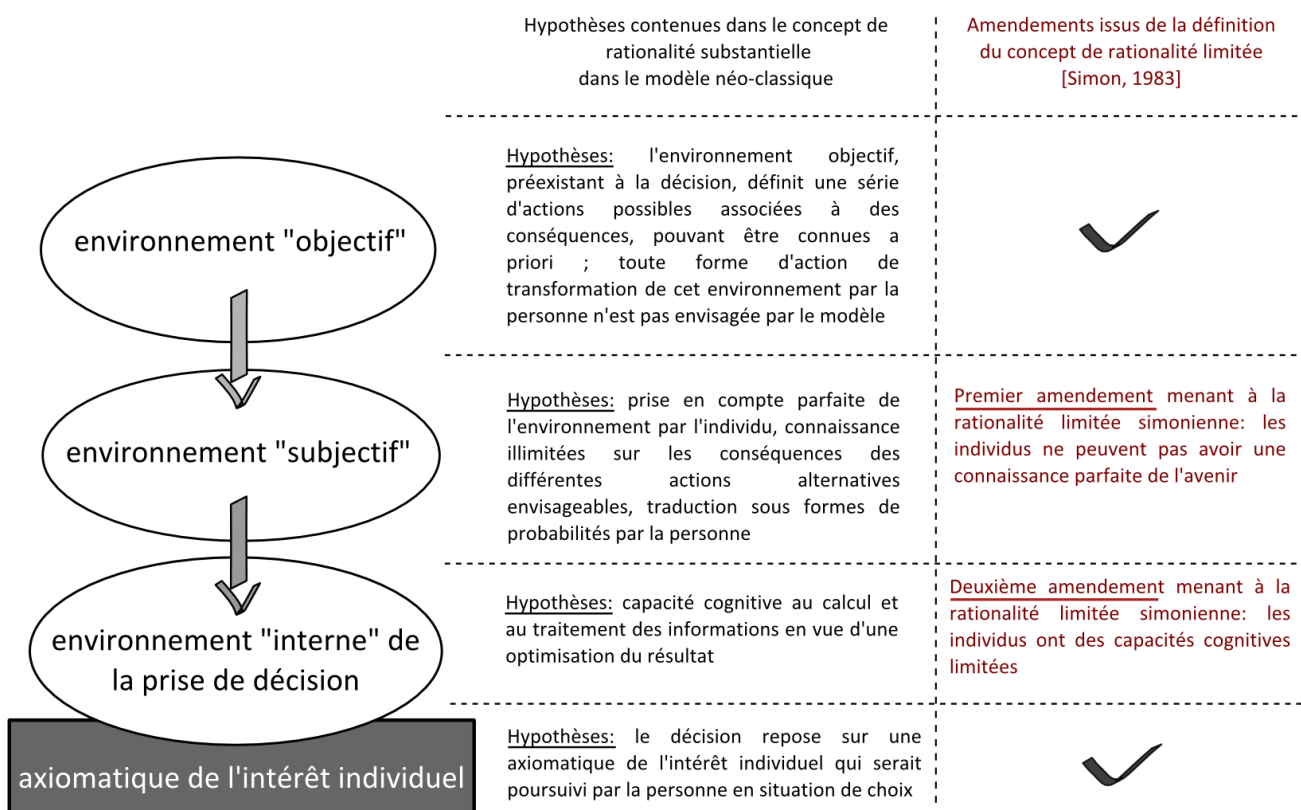 Hypothèses contenues dans le concept de
rationalité substantielle
dans le modèle néo-classique
Amendements issus de la définition
du concept de rationalité limitée
[Simon, 1983]
environnement "objectif"
Hypothèses: l'environnement objectif,
préexistant à la décision, définit une série
d'actions possibles associées à des
conséquences, pouvant être connues a
priori ; toute forme d'action de
transformation de cet environnement par la
personne n'est pas envisagée par le modèle
environnement "subjectif"
Hypothèses: prise en compte parfaite de
l'environnement par l'individu, connaissance
illimitées sur les conséquences des
différentes actions alternatives
envisageables, traduction sous formes de
probabilités par la personne
Premier amendement menant à la
rationalité limitée simonienne: les
individus ne peuvent pas avoir une
connaissance parfaite de l'avenir
environnement "interne" de
la prise de décision
Hypothèses: capacité cognitive au calcul et
au traitement des informations en vue d'une
optimisation du résultat
Deuxième amendement menant à la
rationalité limitée simonienne: les
individus ont des capacités cognitives
limitées
axiomatique de l'intérêt individuel
Hypothèses: le décision repose sur une
axiomatique de l'intérêt individuel qui serait
poursuivi par la personne en situation de choix